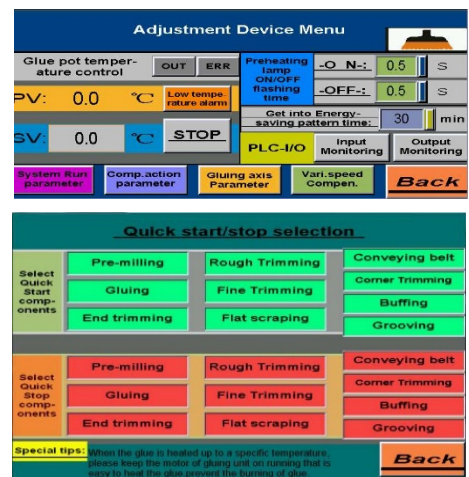 Adjustment Device Menu
Glue pot temper-
ature control
OUT
ERR
Preheating
lamp
ON/OFF
flashing
time
-O N-:
0.5
S
-OFF-:
0.5
S
PV:
0.0
℃
Low tempe-
rature alarm
Get into Energy-
saving pattern time:
30
min
SV:
0.0
℃
STOP
PLC-I/O
Input
Monitoring
Output
Monitoring
System Run
parameter
Comp.action
parameter
Gluing axis
Parameter
Vari.speed
Compen.
Back
Quick start/stop selection
Select
Quick
Start
comp-
onents
Pre-milling
Rough Trimming
Conveying belt
Gluing
Fine Trimming
Corner Trimming
Buffing
End trimming
Flat scraping
Grooving
Select
Quick
Stop
comp-
onents
Pre-milling
Rough Trimming
Conveying belt
Gluing
Fine Trimming
Corner Trimming
Buffing
End trimming
Flat scraping
Grooving
Special tips:
When the glue is heated up to a specific temperature,
please keep the motor of gluing unit on running that is
easy to heat the glue prevent the burning of glue.
Back